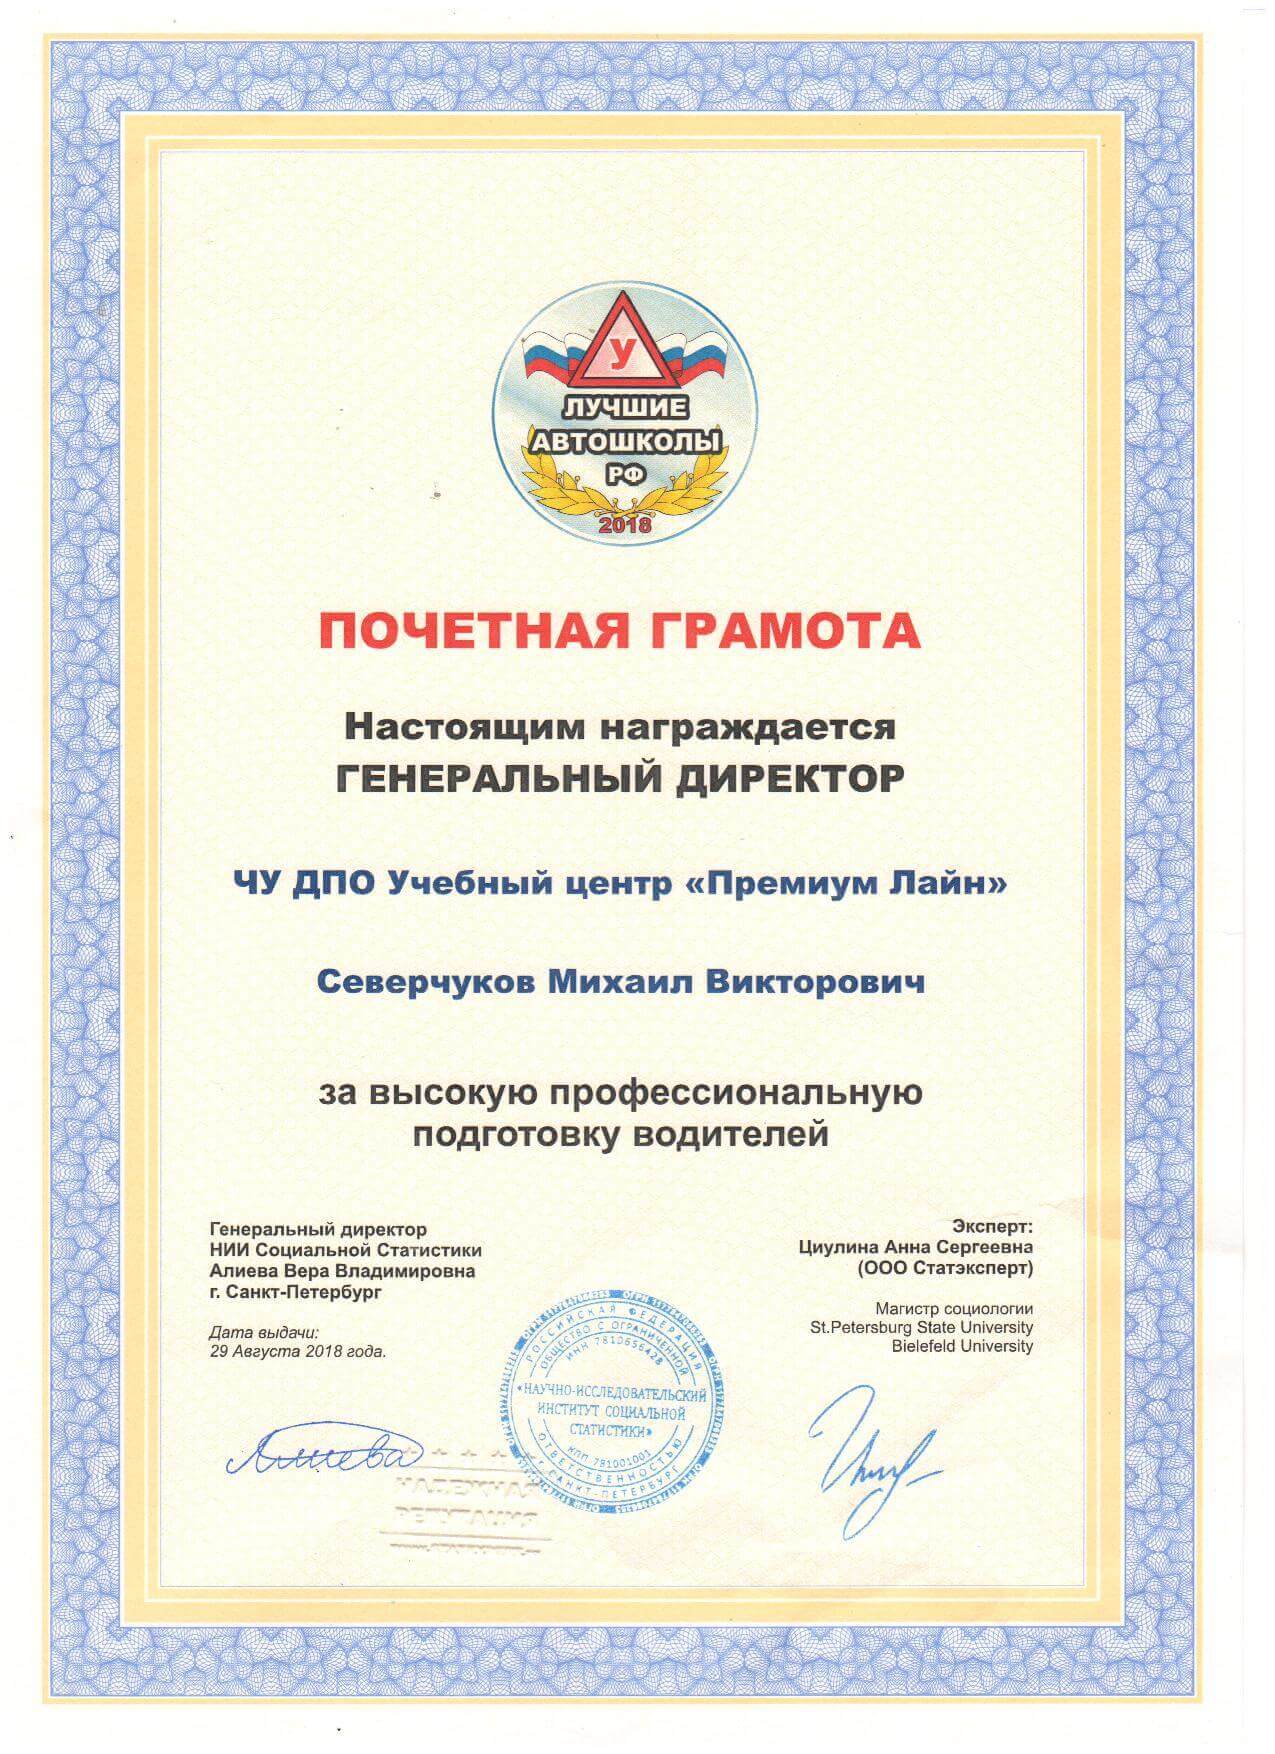 У
ЛУЧШИЕ
АВТОШКОЛЫ
РФ
2018
ПОЧЕТНАЯ ГРАМОТА
Настоящим награждается
ГЕНЕРАЛЬНЫЙ ДИРЕКТОР
ЧУ ДПО Учебный центр «Премиум Лайн»
Северчуков Михаил Викторович
за высокую профессиональную
подготовку водителей
Генеральный директор
НИИ Социальной Статистики
Алиева Вера Владимировна
г. Санкт-Петербург
Дата выдачи:
29 Августа 2018 года.
Эксперт:
Циулина Анна Сергеевна
(ООО Статэксперт)
Магистр социологии
St.Petersburg State University
Bielefeld University
РОССИЙСКАЯ ФЕДЕРАЦИЯ
ОБЩЕСТВО С ОГРАНИЧЕННОЙ
ИНН 7810656428
«НАУЧНО-ИССЛЕДОВАТЕЛЬСКИЙ
ИНСТИТУТ СОЦИАЛЬНОЙ
СТАТИСТИКИ»
КПП 781001001
ОТВЕТСТВЕННОСТЬЮ
г. САНКТ-ПЕТЕРБУРГ
Алиева
НАДЕЖНАЯ
РЕПУТАЦИЯ